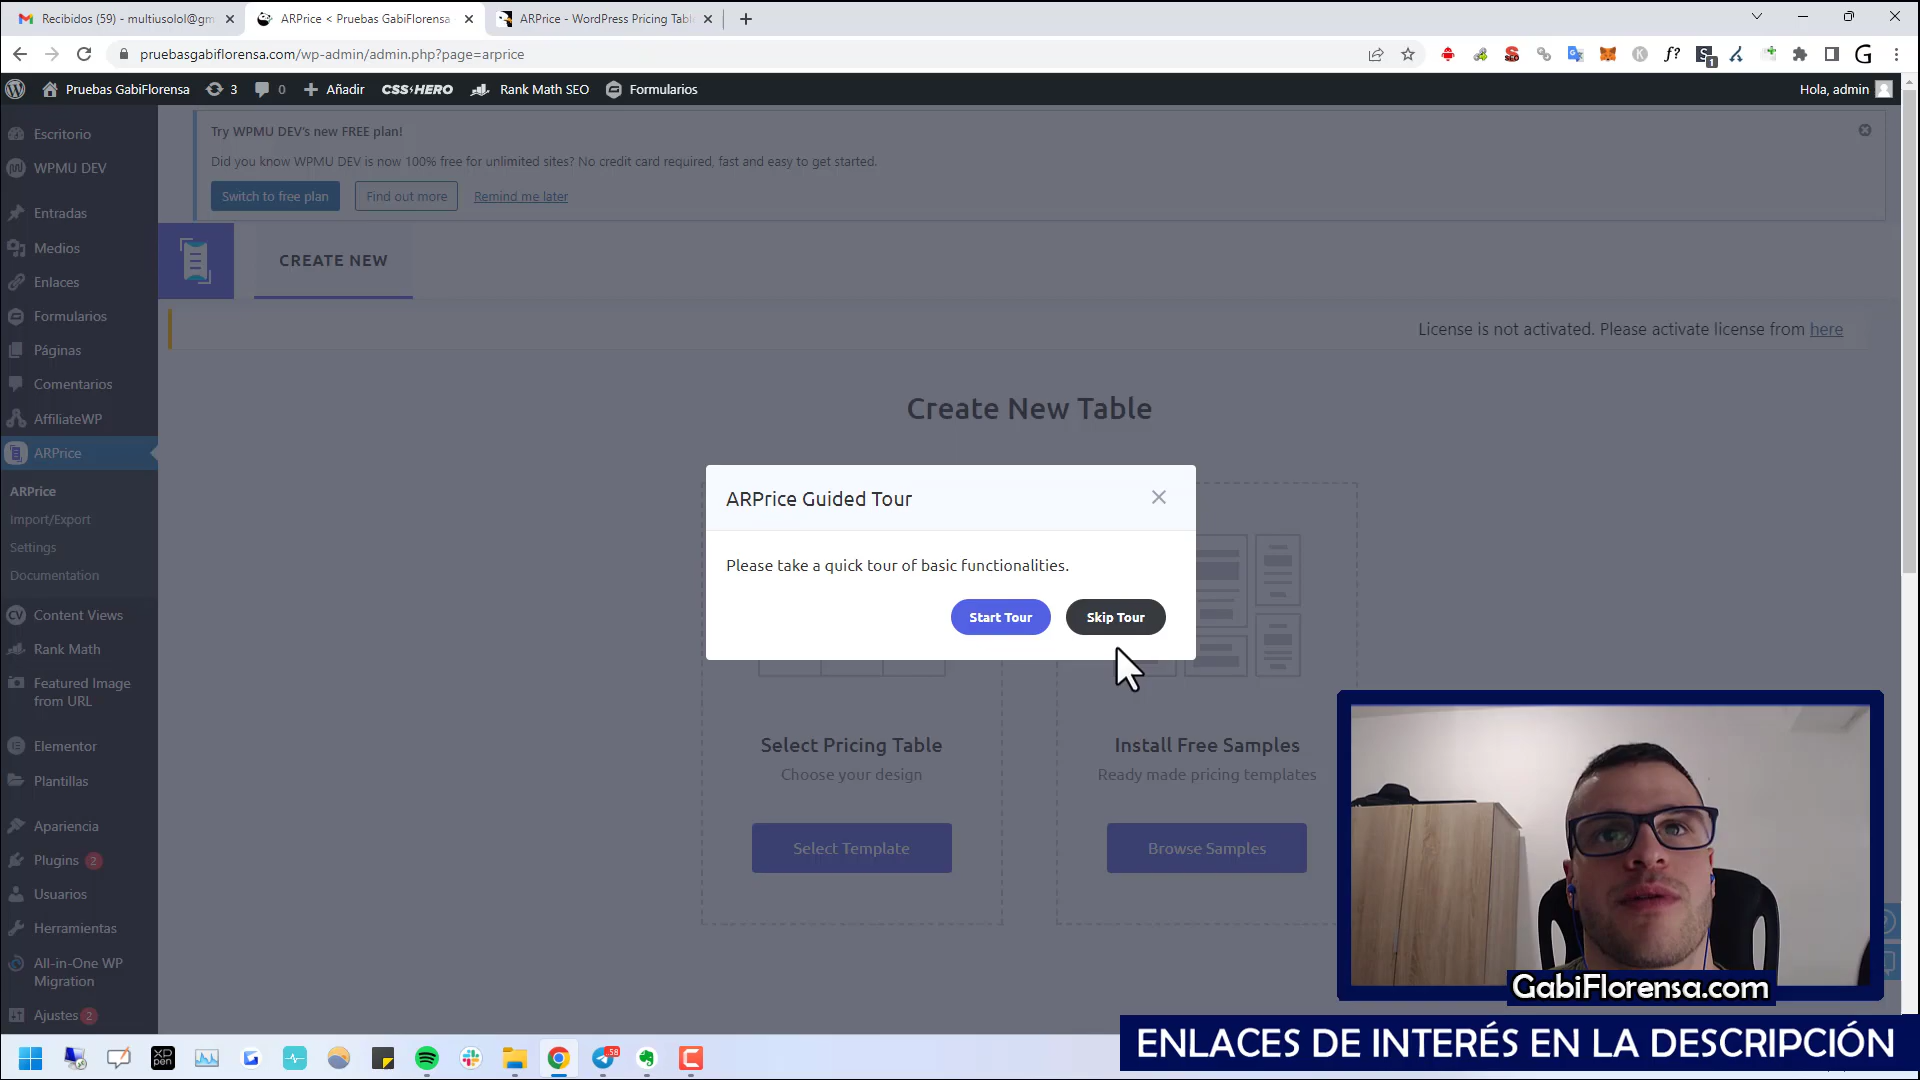 Recibidos (59) - multiusolol@gm
ARPrice < Pruebas GabiFlorensa
ARPrice - WordPress Pricing Tabl
pruebasgabiflorensa.com/wp-admin/admin.php?page=arprice
Pruebas GabiFlorensa
3
0
Añadir
CSS HERO
Rank Math SEO
Formularios
Hola, admin
Escritorio
WPMU DEV
Entradas
Medios
Enlaces
Formularios
Páginas
Comentarios
AffiliateWP
ARPrice
ARPrice
Import/Export
Settings
Documentation
Content Views
Rank Math
Featured Image
from URL
Elementor
Plantillas
Apariencia
Plugins 2
Usuarios
Herramientas
All-in-One WP
Migration
Ajustes 2
Try WPMU DEV's new FREE plan!
Did you know WPMU DEV is now 100% free for unlimited sites? No credit card required, fast and easy to get started.
Switch to free plan
Find out more
Remind me later
CREATE NEW
License is not activated. Please activate license from here
Create New Table
ARPrice Guided Tour
Please take a quick tour of basic functionalities.
Start Tour
Skip Tour
Select Pricing Table
Choose your design
Select Template
Install Free Samples
Ready made pricing templates
Browse Samples
GabiFlorensa.com
ENLACES DE INTERÉS EN LA DESCRIPCIÓN